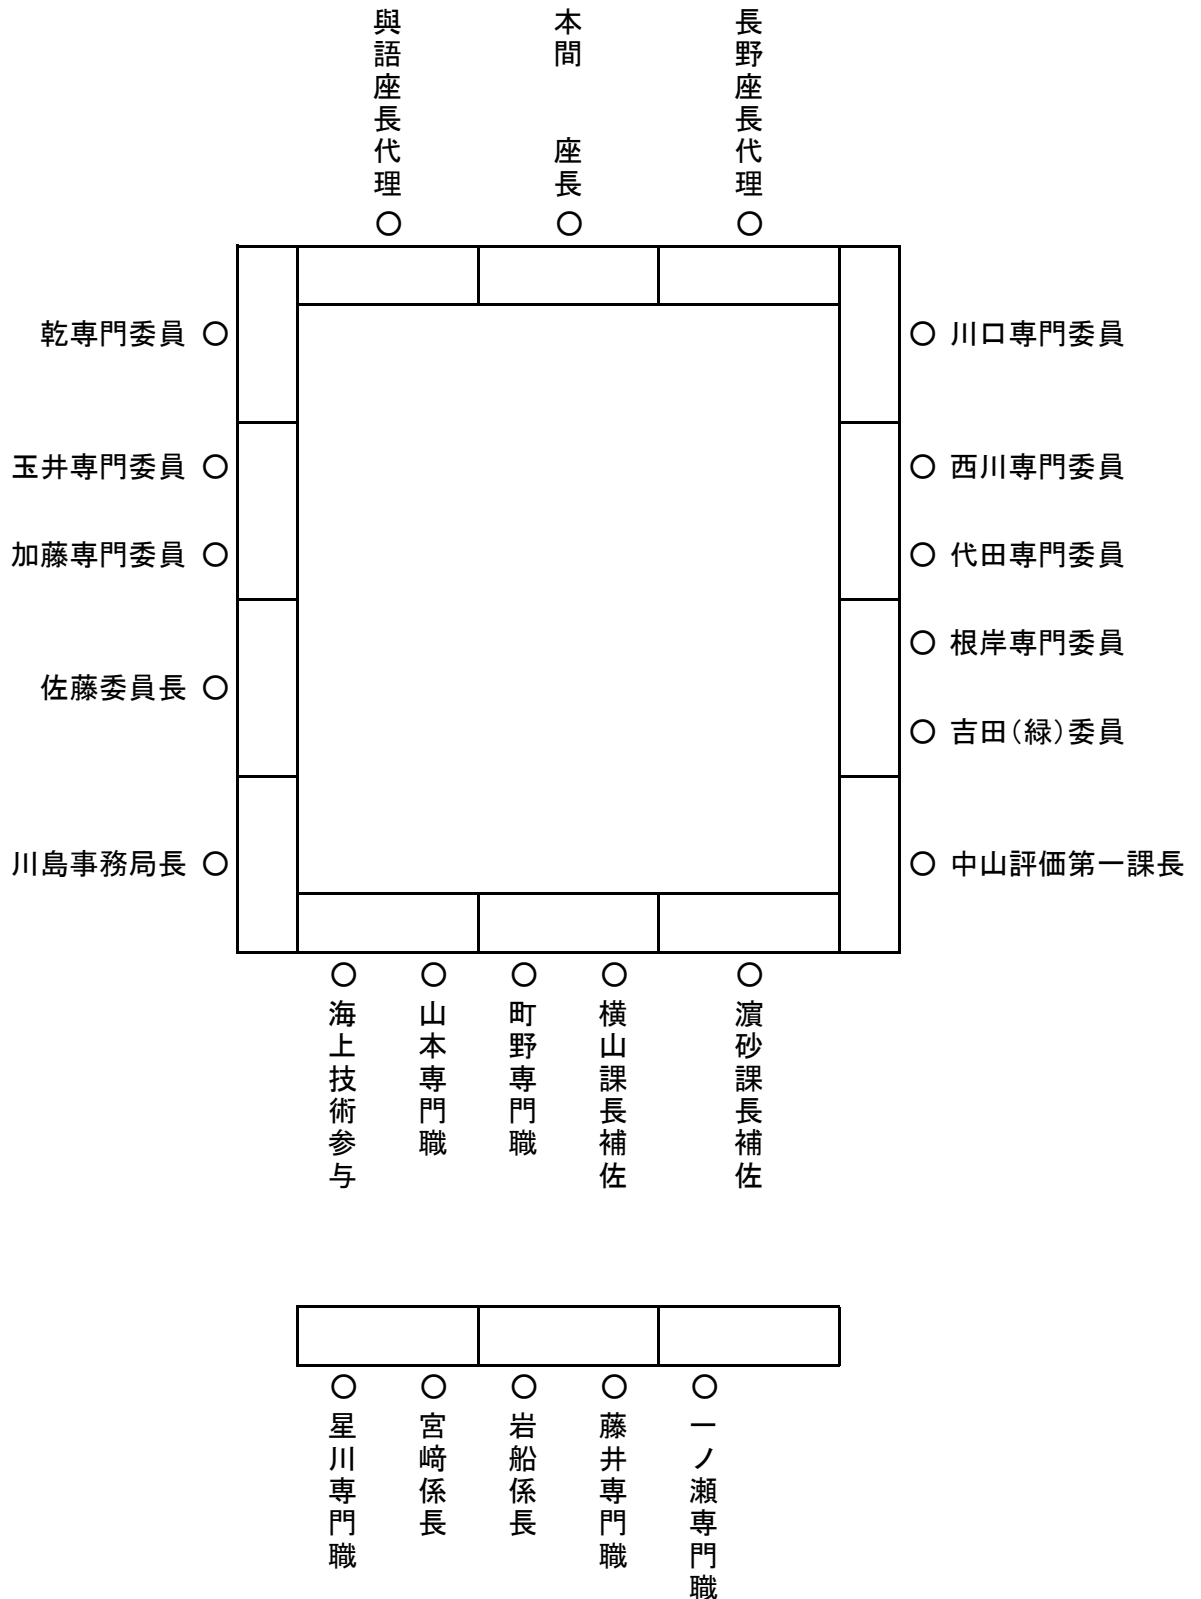 與語座長代理
本間　座長
長野座長代理
乾専門委員 ○
○ 川口専門委員
玉井専門委員 ○
○ 西川専門委員
加藤専門委員 ○
○ 代田専門委員
○ 根岸専門委員
佐藤委員長 ○
○ 吉田（緑）委員
川島事務局長 ○
○ 中山評価第一課長
海上技術参与
山本専門職
町野専門職
横山課長補佐
濵砂課長補佐
星川専門職
宮﨑係長
岩船係長
藤井専門職
一ノ瀬専門職